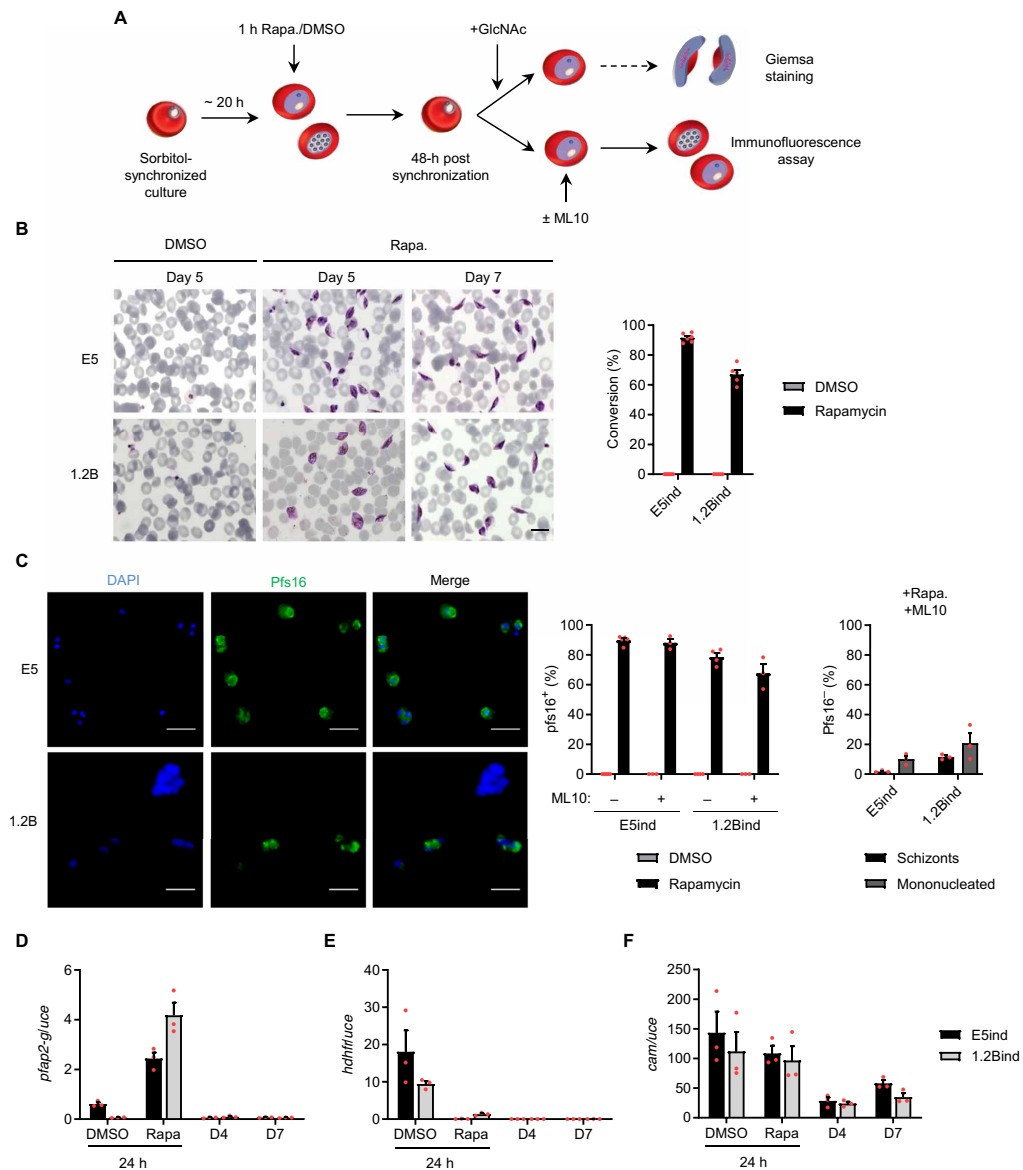 A
1 h Rapa./DMSO
+GlcNAc
~ 20 h
Giemsa
staining
Sorbitol-
synchronized
culture
48-h post
synchronization
Immunofluorescence
assay
± ML10
B
DMSO
Rapa.
Day 5
Day 5
Day 7
E5
1.2B
Conversion (%)
100
80
60
40
20
0
E5ind
1.2Bind
DMSO
Rapamycin
C
DAPI
Pfs16
Merge
E5
1.2B
pfs16+ (%)
100
80
60
40
20
0
ML10:
–
+
–
+
E5ind
1.2Bind
DMSO
Rapamycin
+Rapa.
+ML10
Pfs16– (%)
100
80
60
40
20
0
E5ind
1.2Bind
Schizonts
Mononucleated
D
pfap2-g/uce
6
4
2
0
DMSO
Rapa
D4
D7
24 h
E
hdhfr/uce
40
30
20
10
0
DMSO
Rapa
D4
D7
24 h
F
cam/uce
250
200
150
100
50
0
DMSO
Rapa
D4
D7
24 h
E5ind
1.2Bind